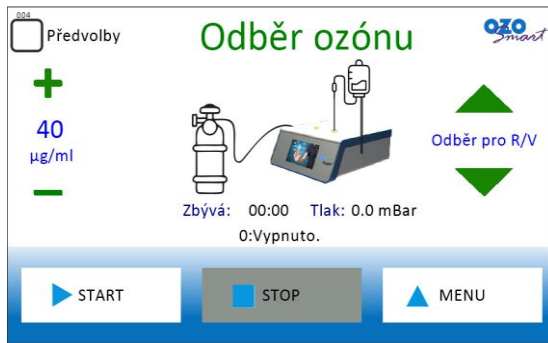 004
Předvolby
Odběr ozónu
OZO
Smart
+
40
µg/ml
−
Odběr pro R/V
Zbývá: 00:00 Tlak: 0.0 mBar
0:Vypnuto.
START
STOP
MENU